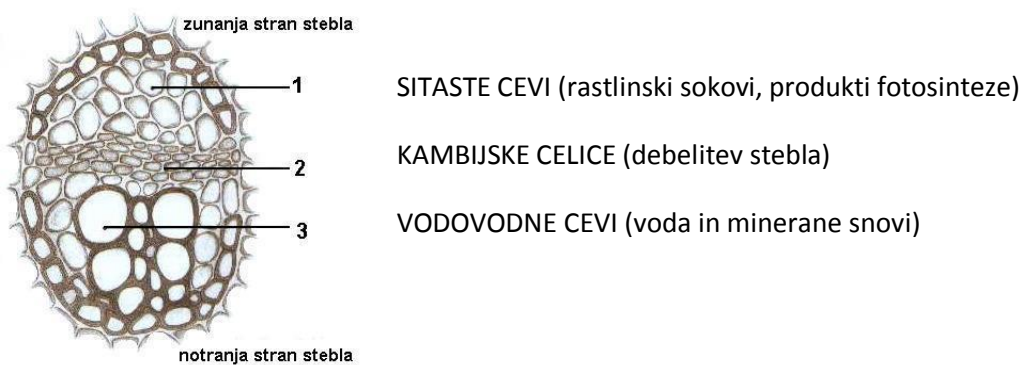 zunanja stran stebla
1 SITASTE CEVI (rastlinski sokovi, produkti fotosinteze)
2 KAMBIJSKE CELICE (debelitev stebla)
3 VODOVODNE CEVI (voda in minerane snovi)
notranja stran stebla